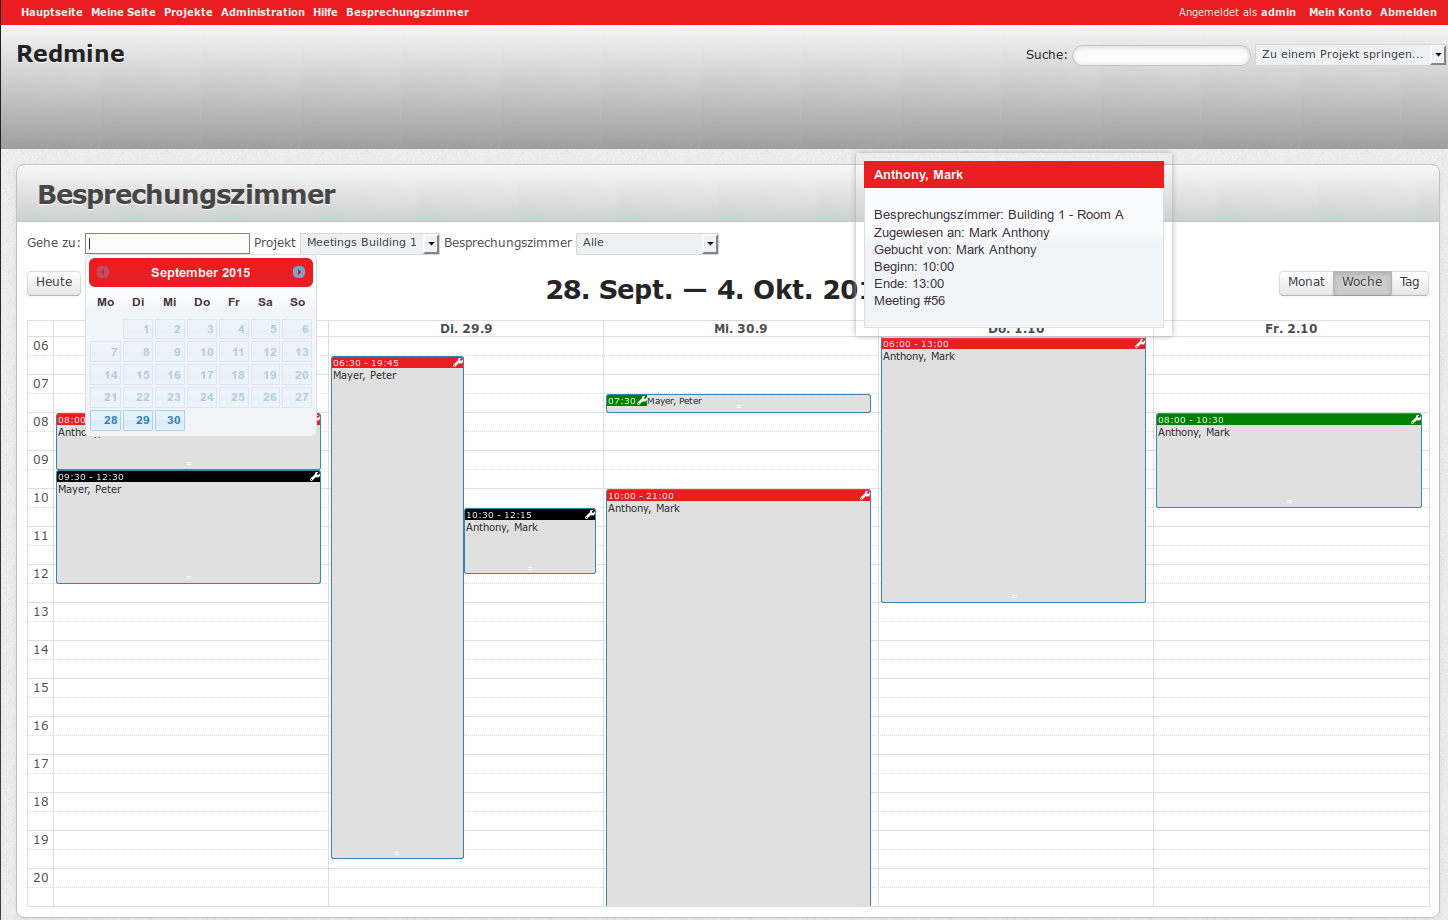 Hauptseite Meine Seite Projekte Administration Hilfe Besprechungszimmer
Angemeldet als admin Mein Konto Abmelden
Redmine
Suche: Zu einem Projekt springen...
Besprechungszimmer
Gehe zu: Projekt Meetings Building 1 Besprechungszimmer Alle
Anthony, Mark
Besprechungszimmer: Building 1 - Room A
Zugewiesen an: Mark Anthony
Gebucht von: Mark Anthony
Beginn: 10:00
Ende: 13:00
Meeting #56
Heute
September 2015
Mo Di Mi Do Fr Sa So
1 2 3 4 5 6
7 8 9 10 11 12 13
14 15 16 17 18 19 20
21 22 23 24 25 26 27
28 29 30
28. Sept. — 4. Okt. 201
Monat Woche Tag
Di. 29.9 Mi. 30.9 Do. 1.10 Fr. 2.10
06
07
08
09
10
11
12
13
14
15
16
17
18
19
20
08:00
09:30 - 12:30
Mayer, Peter
06:30 - 19:45
Mayer, Peter
10:30 - 12:15
Anthony, Mark
07:30 Mayer, Peter
10:00 - 21:00
Anthony, Mark
06:00 - 13:00
Anthony, Mark
08:00 - 10:30
Anthony, Mark